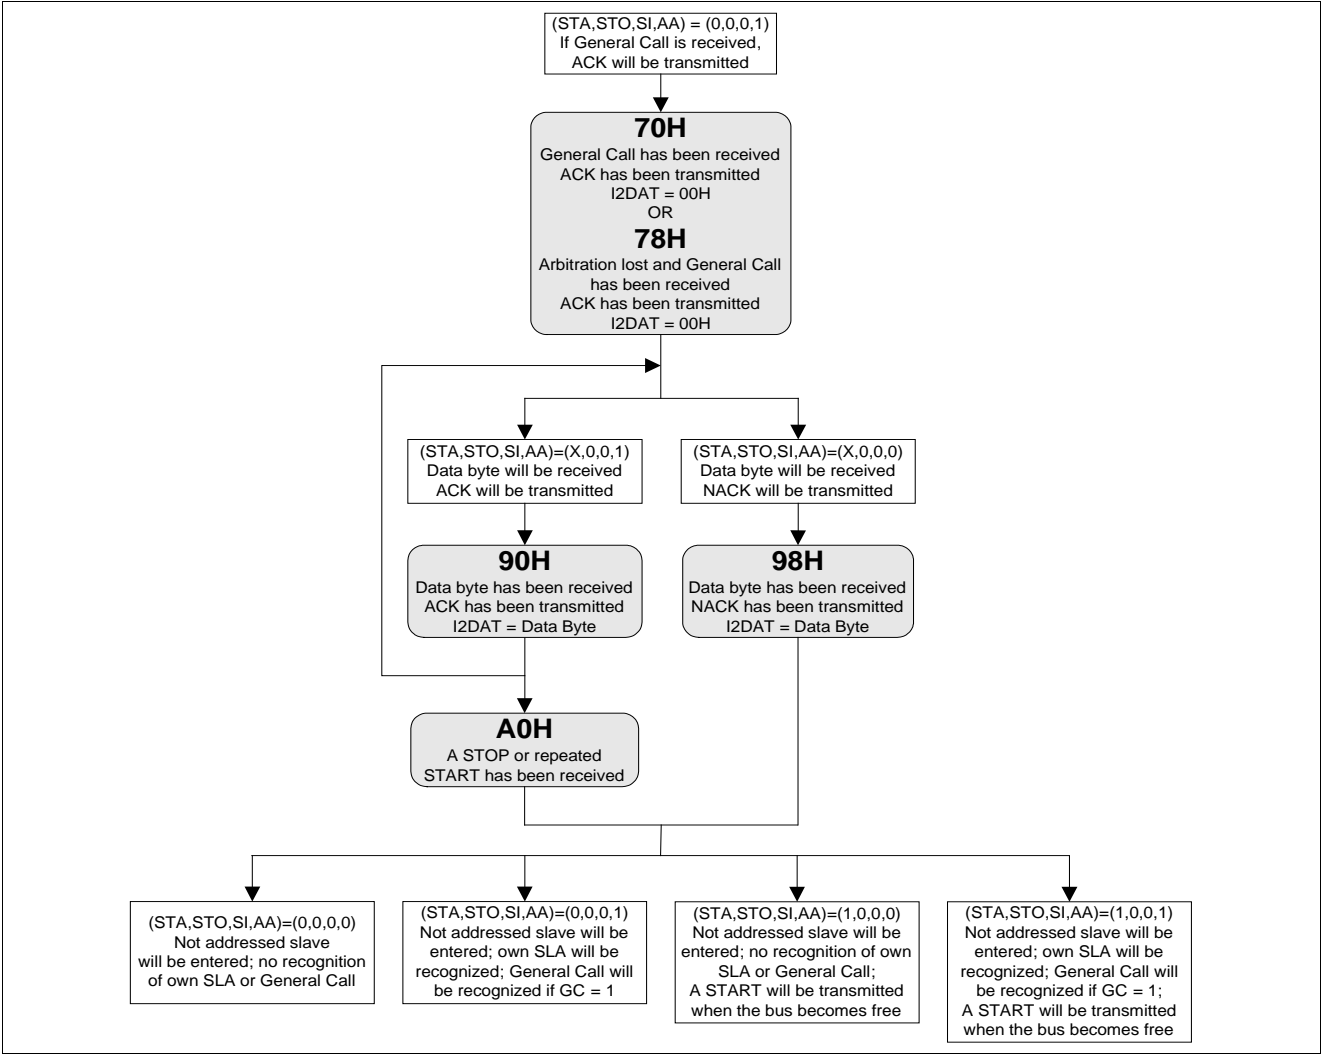 (STA,STO,SI,AA) = (0,0,0,1)
If General Call is received,
ACK will be transmitted
70H
General Call has been received
ACK has been transmitted
I2DAT = 00H
OR
78H
Arbitration lost and General Call
has been received
ACK has been transmitted
I2DAT = 00H
(STA,STO,SI,AA)=(X,0,0,1)
Data byte will be received
ACK will be transmitted
(STA,STO,SI,AA)=(X,0,0,0)
Data byte will be received
NACK will be transmitted
90H
Data byte has been received
ACK has been transmitted
I2DAT = Data Byte
98H
Data byte has been received
NACK has been transmitted
I2DAT = Data Byte
A0H
A STOP or repeated
START has been received
(STA,STO,SI,AA)=(0,0,0,0)
Not addressed slave
will be entered; no recognition
of own SLA or General Call
(STA,STO,SI,AA)=(0,0,0,1)
Not addressed slave will be
entered; own SLA will be
recognized; General Call will
be recognized if GC = 1
(STA,STO,SI,AA)=(1,0,0,0)
Not addressed slave will be
entered; no recognition of own
SLA or General Call;
A START will be transmitted
when the bus becomes free
(STA,STO,SI,AA)=(1,0,0,1)
Not addressed slave will be
entered; own SLA will be
recognized; General Call will
be recognized if GC = 1;
A START will be transmitted
when the bus becomes free